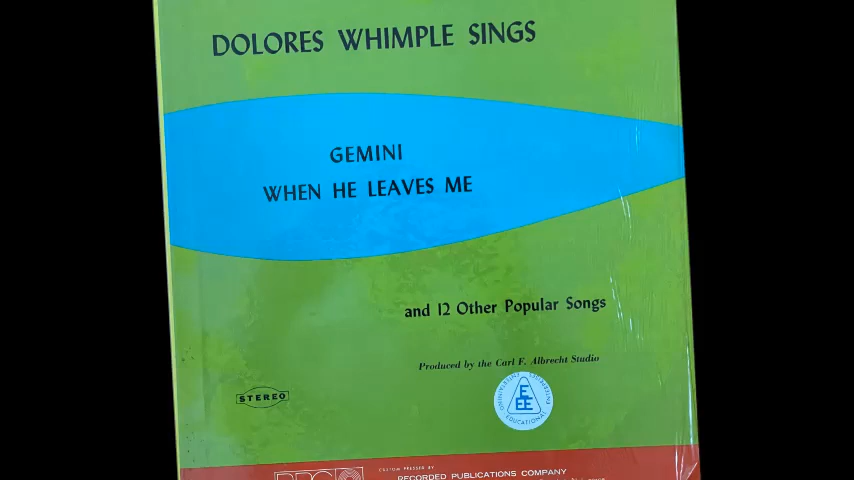 DOLORES WHIMPLE SINGS
GEMINI
WHEN HE LEAVES ME
and 12 Other Popular Songs
Produced by the Carl F. Albrecht Studio
STEREO
EEE
EDUCATIONAL
CUSTOM PRESSED BY
RECORDED PUBLICATIONS COMPANY